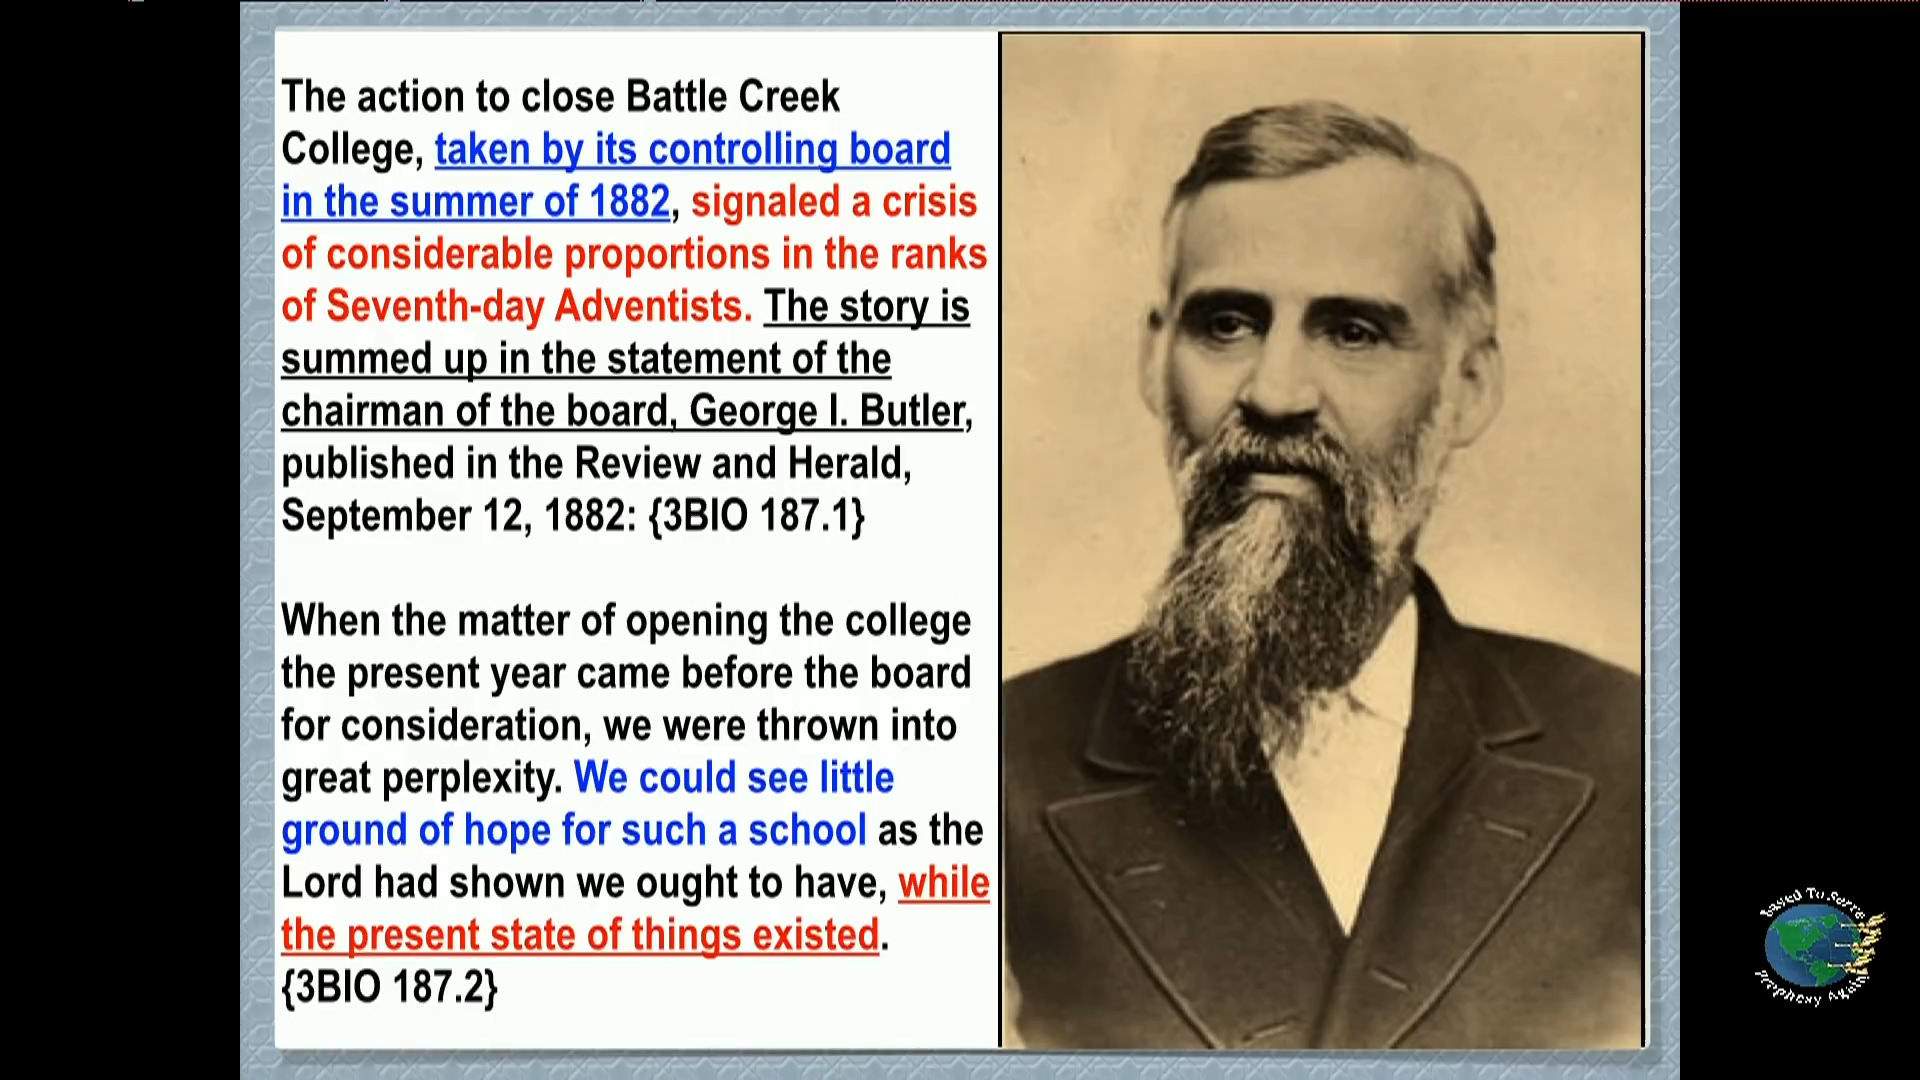 The action to close Battle Creek
College, taken by its controlling board
in the summer of 1882, signaled a crisis
of considerable proportions in the ranks
of Seventh-day Adventists. The story is
summed up in the statement of the
chairman of the board, George I. Butler,
published in the Review and Herald,
September 12, 1882: {3BIO 187.1}
When the matter of opening the college
the present year came before the board
for consideration, we were thrown into
great perplexity. We could see little
ground of hope for such a school as the
Lord had shown we ought to have, while
the present state of things existed.
{3BIO 187.2}
To Serve
Prophesy Again